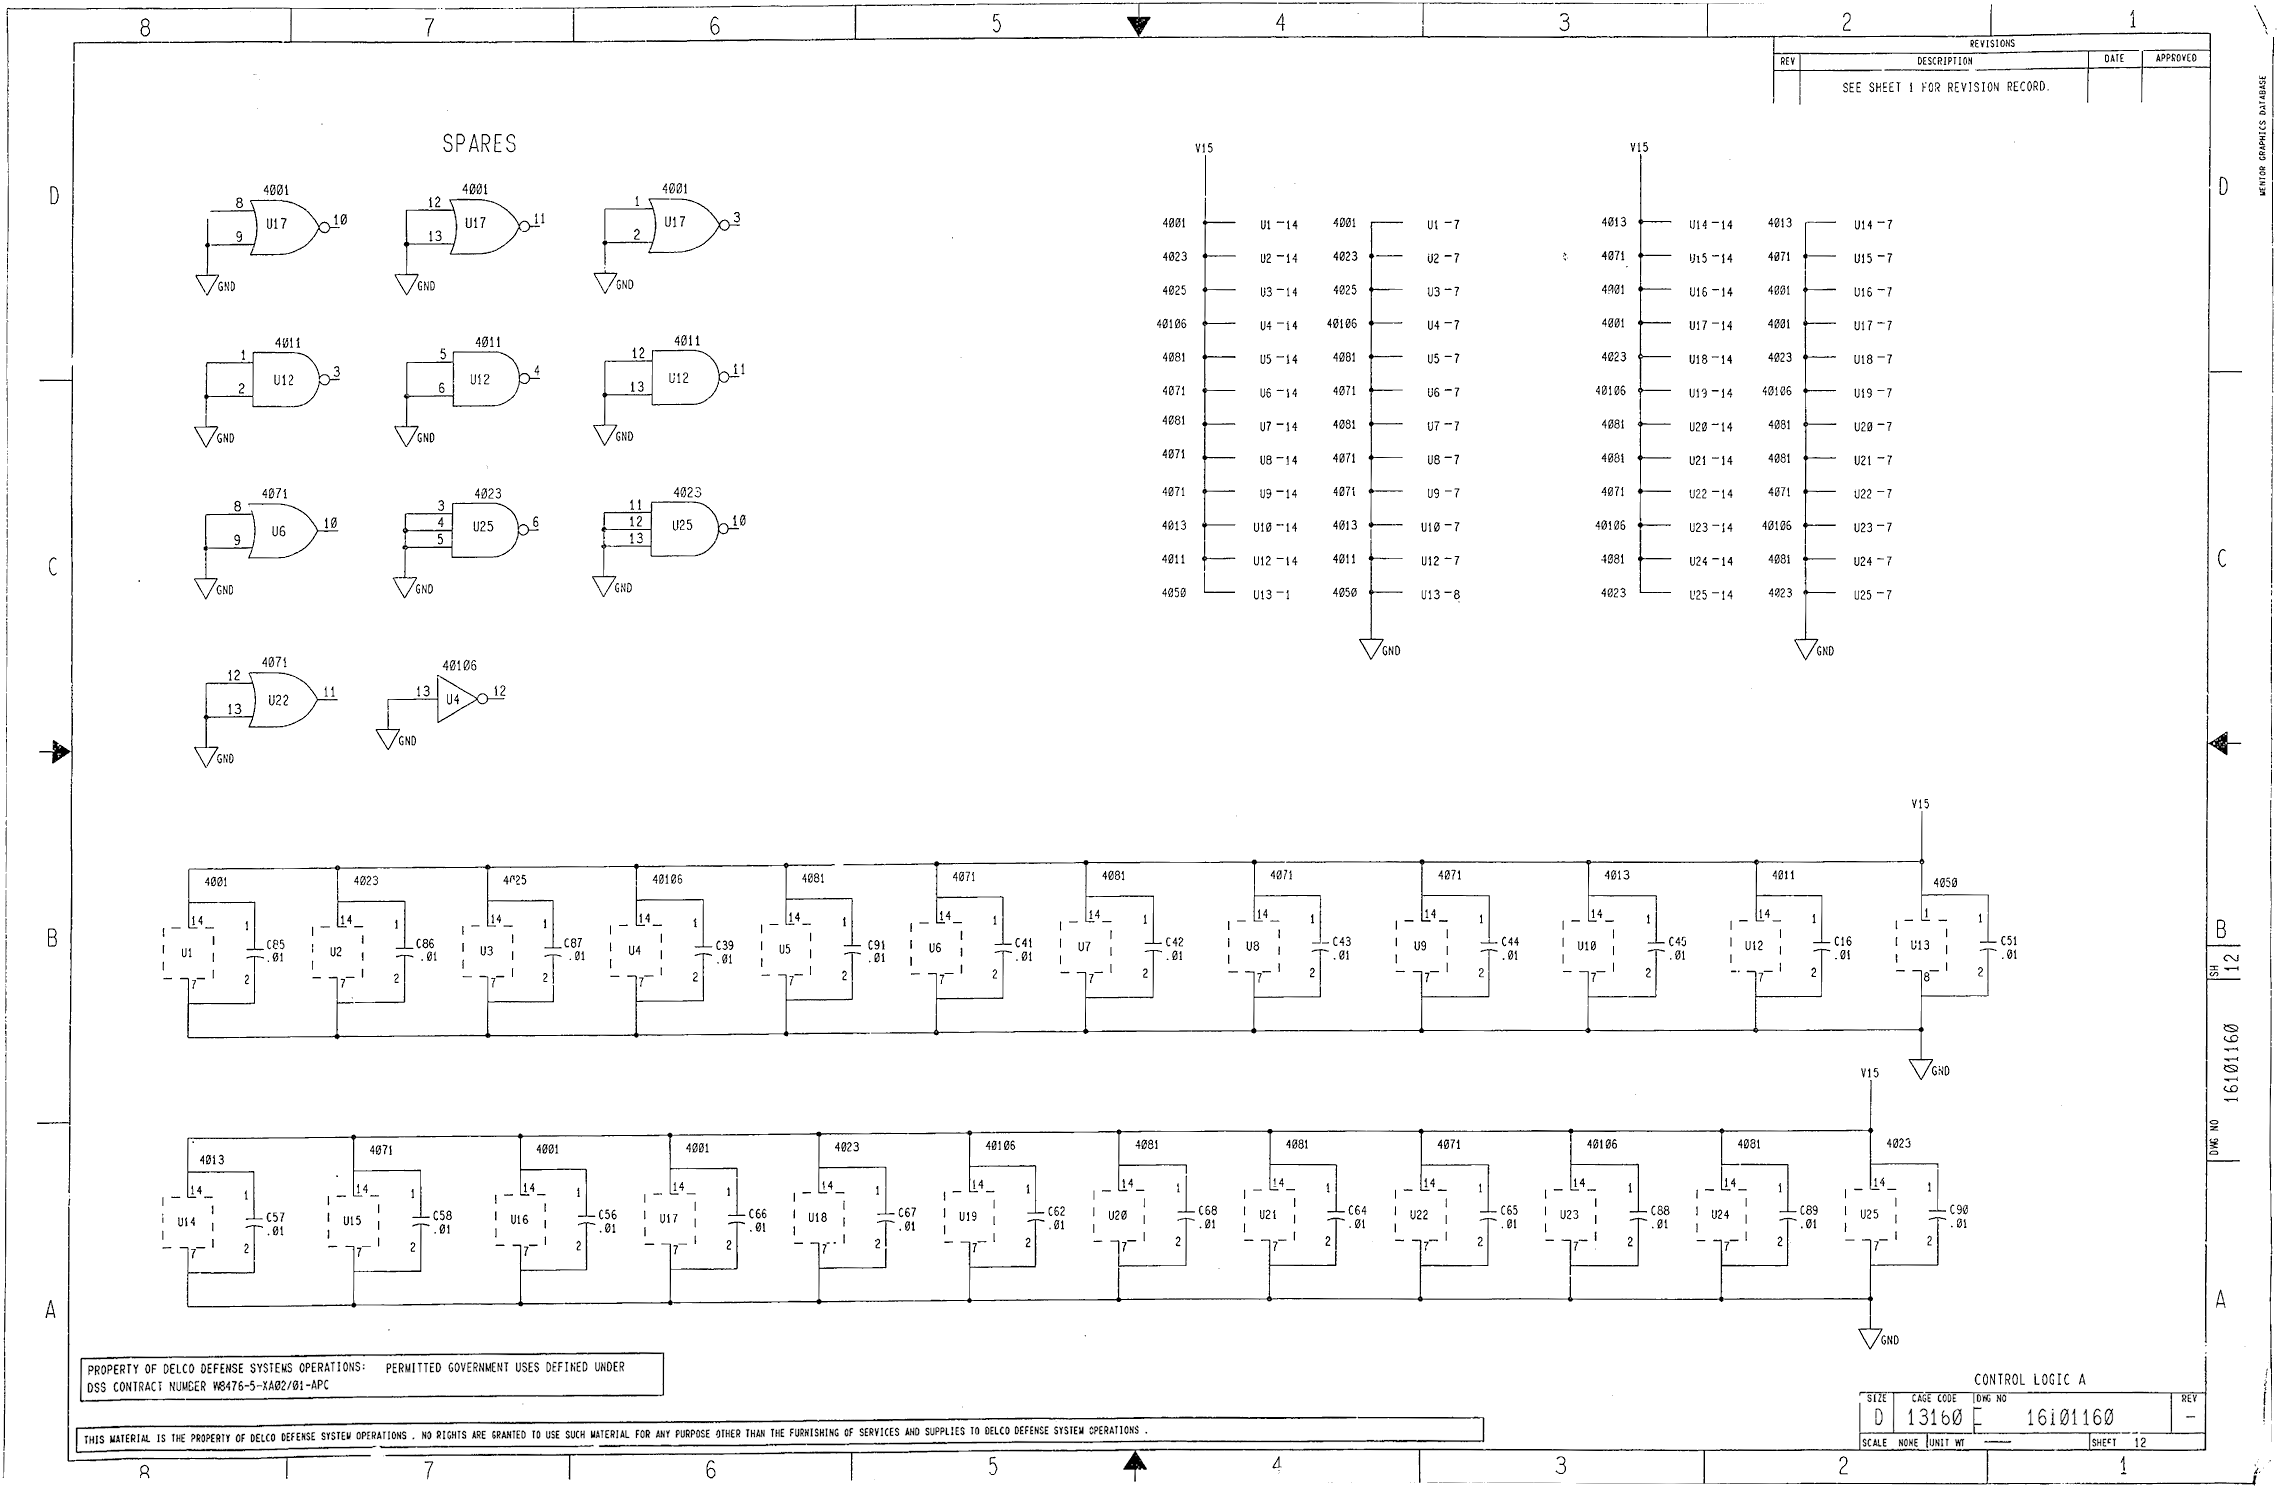 8 7 6 5 4 3 2 1
REVISIONS
REV DESCRIPTION DATE APPROVED
SEE SHEET 1 FOR REVISION RECORD.
MENTOR GRAPHICS DATABASE
SPARES
D D
4001 4001 4001
8 9 U17 10 12 13 U17 11 1 2 U17 3
GND GND GND
4011 4011 4011
1 2 U12 3 5 6 U12 4 12 13 U12 11
GND GND GND
4071 4023 4023
8 9 U6 10 3 4 5 U25 6 11 12 13 U25 10
GND GND GND
C C
4071 40106
12 13 U22 11 13 U4 12
GND GND
V15 V15
4001 U1-14 4001 U1-7 4013 U14-14 4013 U14-7
4023 U2-14 4023 U2-7 4071 U15-14 4071 U15-7
4025 U3-14 4025 U3-7 4001 U16-14 4001 U16-7
40106 U4-14 40106 U4-7 4001 U17-14 4001 U17-7
4081 U5-14 4081 U5-7 4023 U18-14 4023 U18-7
4071 U6-14 4071 U6-7 40106 U19-14 40106 U19-7
4081 U7-14 4081 U7-7 4081 U20-14 4081 U20-7
4071 U8-14 4071 U8-7 4081 U21-14 4081 U21-7
4071 U9-14 4071 U9-7 4071 U22-14 4071 U22-7
4013 U10-14 4013 U10-7 40106 U23-14 40106 U23-7
4011 U12-14 4011 U12-7 4081 U24-14 4081 U24-7
4050 U13-1 4050 U13-8 4023 U25-14 4023 U25-7
GND GND
V15
4001 4023 4025 40106 4081 4071 4081 4071 4071 4013 4011 4050
14 1 14 1 14 1 14 1 14 1 14 1 14 1 14 1 14 1 14 1 14 1 1 1
B U1 C85 U2 C86 U3 C87 U4 C39 U5 C91 U6 C41 U7 C42 U8 C43 U9 C44 U10 C45 U12 C16 U13 C51 B
.01 .01 .01 .01 .01 .01 .01 .01 .01 .01 .01 .01
7 2 7 2 7 2 7 2 7 2 7 2 7 2 7 2 7 2 7 2 7 2 8 2
GND
SH 12
DWG NO 16101160
V15
4013 4071 4001 4001 4023 40106 4081 4081 4071 40106 4081 4023
14 1 14 1 14 1 14 1 14 1 14 1 14 1 14 1 14 1 14 1 14 1 14 1
U14 C57 U15 C58 U16 C56 U17 C66 U18 C67 U19 C62 U20 C68 U21 C64 U22 C65 U23 C88 U24 C89 U25 C90
.01 .01 .01 .01 .01 .01 .01 .01 .01 .01 .01 .01
7 2 7 2 7 2 7 2 7 2 7 2 7 2 7 2 7 2 7 2 7 2 7 2
A A
GND
PROPERTY OF DELCO DEFENSE SYSTEMS OPERATIONS: PERMITTED GOVERNMENT USES DEFINED UNDER
DSS CONTRACT NUMBER W8476-5-XA02/01-APC
THIS MATERIAL IS THE PROPERTY OF DELCO DEFENSE SYSTEM OPERATIONS . NO RIGHTS ARE GRANTED TO USE SUCH MATERIAL FOR ANY PURPOSE OTHER THAN THE FURNISHING OF SERVICES AND SUPPLIES TO DELCO DEFENSE SYSTEM OPERATIONS .
CONTROL LOGIC A
SIZE CAGE CODE DWG NO REV
D 13160 16101160 -
SCALE NONE UNIT WT SHEET 12
8 7 6 5 4 3 2 1